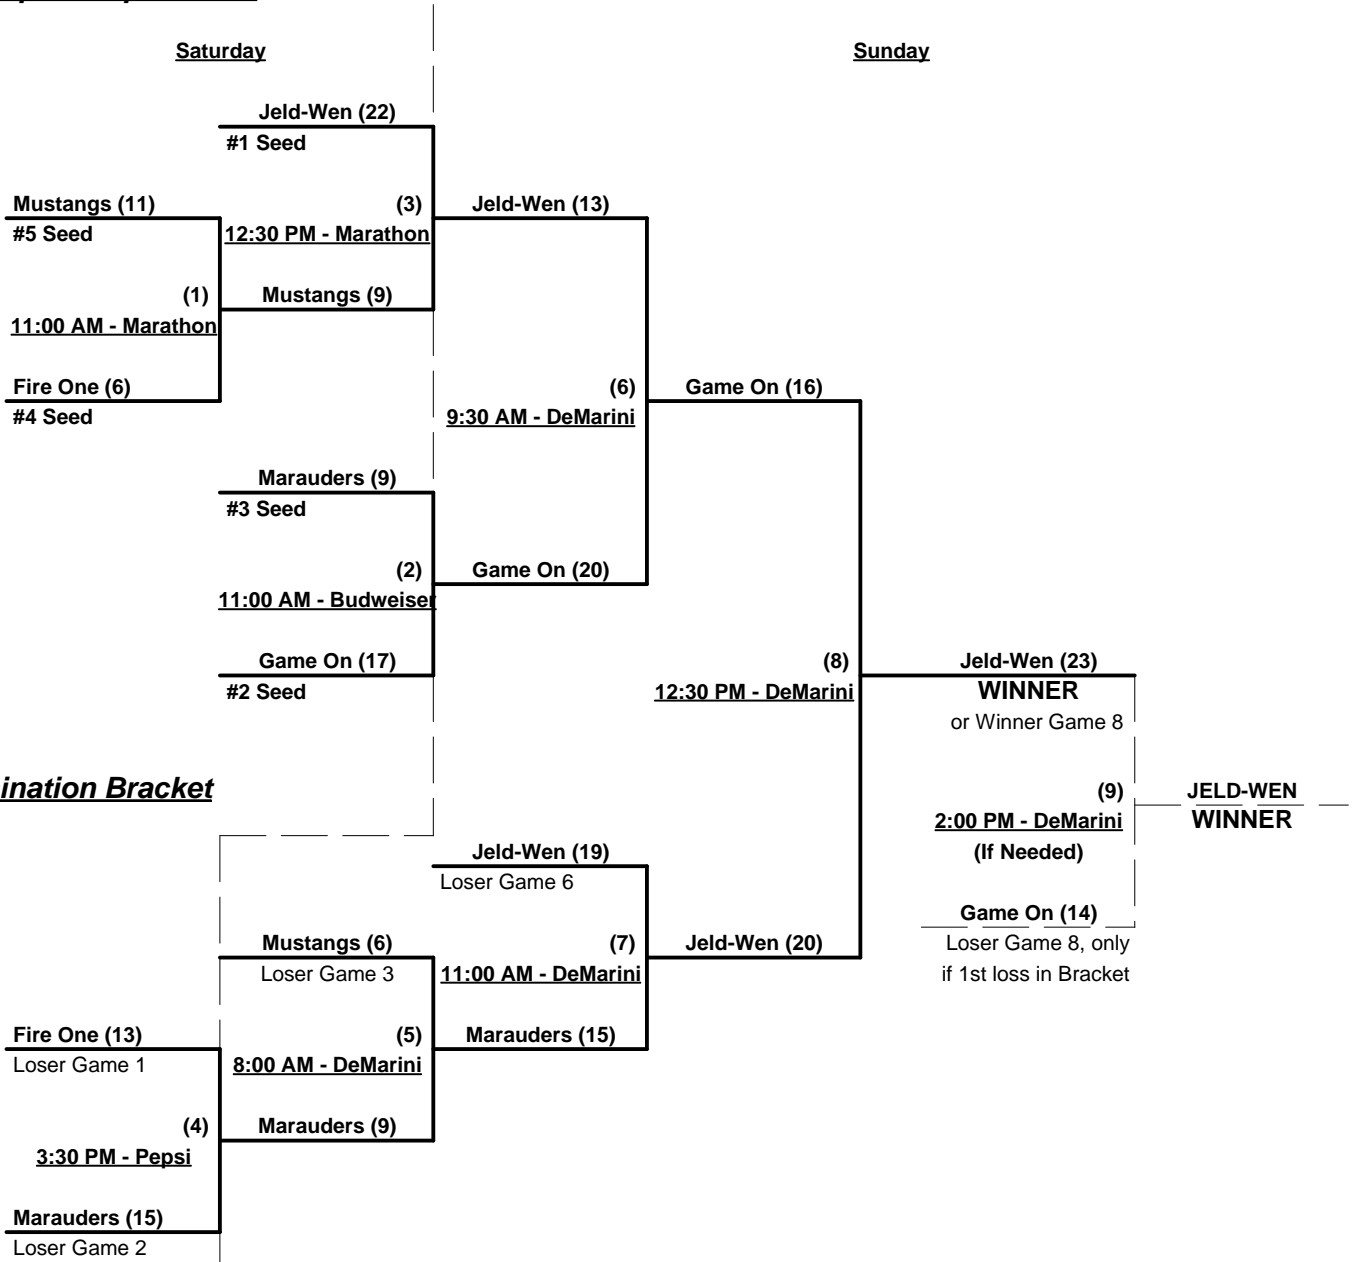 Saturday
Sunday
Jeld-Wen (22)
#1 Seed
Mustangs (11)
(3)
Jeld-Wen (13)
#5 Seed
12:30 PM - Marathon
(1)
Mustangs (9)
11:00 AM - Marathon
Fire One (6)
(6)
Game On (16)
#4 Seed
9:30 AM - DeMarini
Marauders (9)
#3 Seed
(2)
Game On (20)
11:00 AM - Budweiser
Game On (17)
(8)
Jeld-Wen (23)
#2 Seed
12:30 PM - DeMarini
WINNER
or Winner Game 8
ination Bracket
(9)
JELD-WEN
2:00 PM - DeMarini
WINNER
(If Needed)
Jeld-Wen (19)
Loser Game 6
Game On (14)
Mustangs (6)
(7)
Jeld-Wen (20)
Loser Game 8, only
Loser Game 3
11:00 AM - DeMarini
if 1st loss in Bracket
Fire One (13)
(5)
Marauders (15)
Loser Game 1
8:00 AM - DeMarini
(4)
Marauders (9)
3:30 PM - Pepsi
Marauders (15)
Loser Game 2